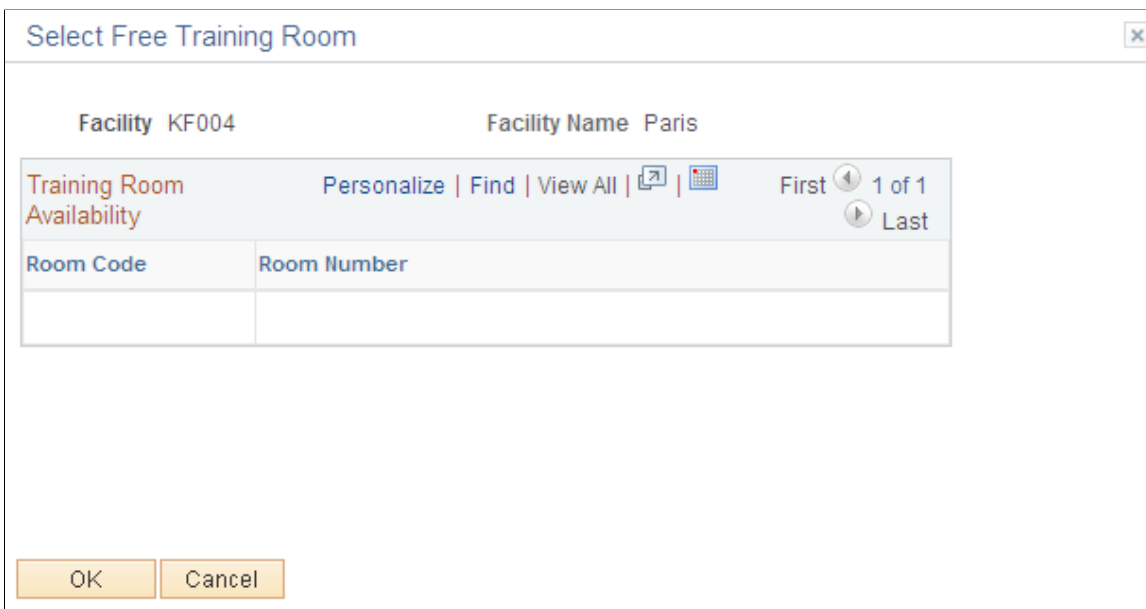 Select Free Training Room
Facility KF004 Facility Name Paris
Training Room Availability
Personalize | Find | View All | |
First 1 of 1
Last
Room Code Room Number
OK Cancel